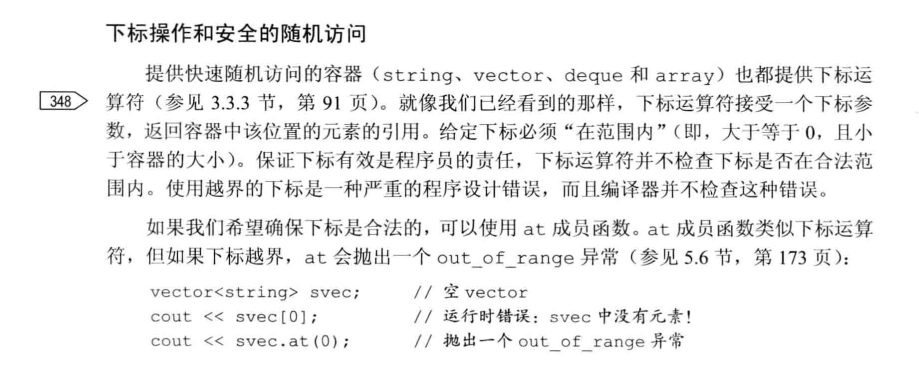 下标操作和安全的随机访问
提供快速随机访问的容器（string、vector、deque 和 array）也都提供下标运
348
算符（参见 3.3.3 节，第 91 页）。就像我们已经看到的那样，下标运算符接受一个下标参
数，返回容器中该位置的元素的引用。给定下标必须“在范围内”（即，大于等于 0，且小
于容器的大小）。保证下标有效是程序员的责任，下标运算符并不检查下标是否在合法范
围内。使用越界的下标是一种严重的程序设计错误，而且编译器并不检查这种错误。
如果我们希望确保下标是合法的，可以使用 at 成员函数。at 成员函数类似下标运算
符，但如果下标越界，at 会抛出一个 out_of_range 异常（参见 5.6 节，第 173 页）：
vector<string> svec; // 空 vector
cout << svec[0]; // 运行时错误：svec 中没有元素！
cout << svec.at(0); // 抛出一个 out_of_range 异常